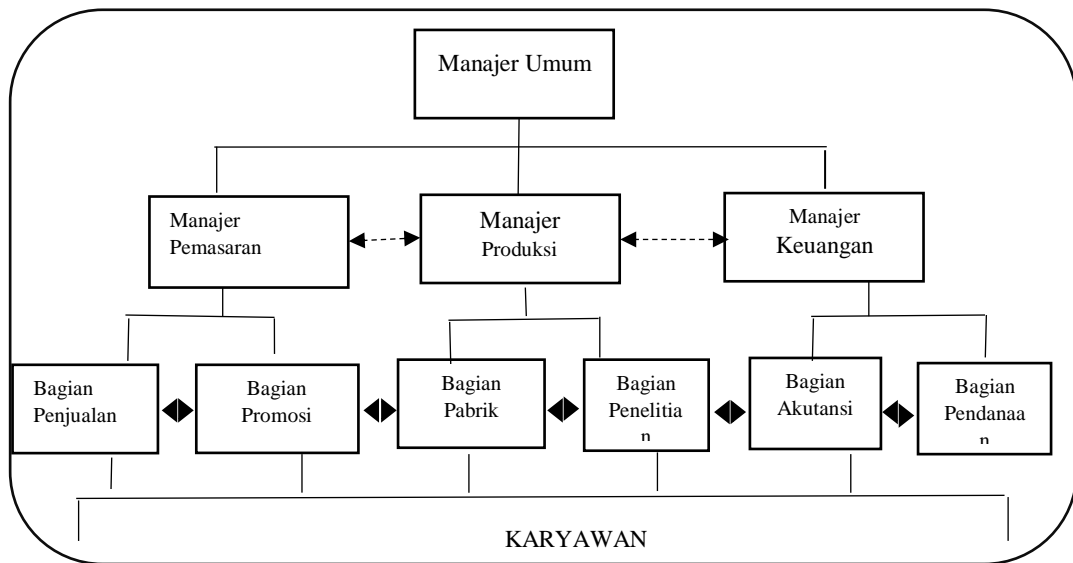 Manajer Umum
Manajer
Pemasaran
Manajer
Produksi
Manajer
Keuangan
Bagian
Penjualan
Bagian
Promosi
Bagian
Pabrik
Bagian
Penelitia
n
Bagian
Akutansi
Bagian
Pendanaa
n
KARYAWAN